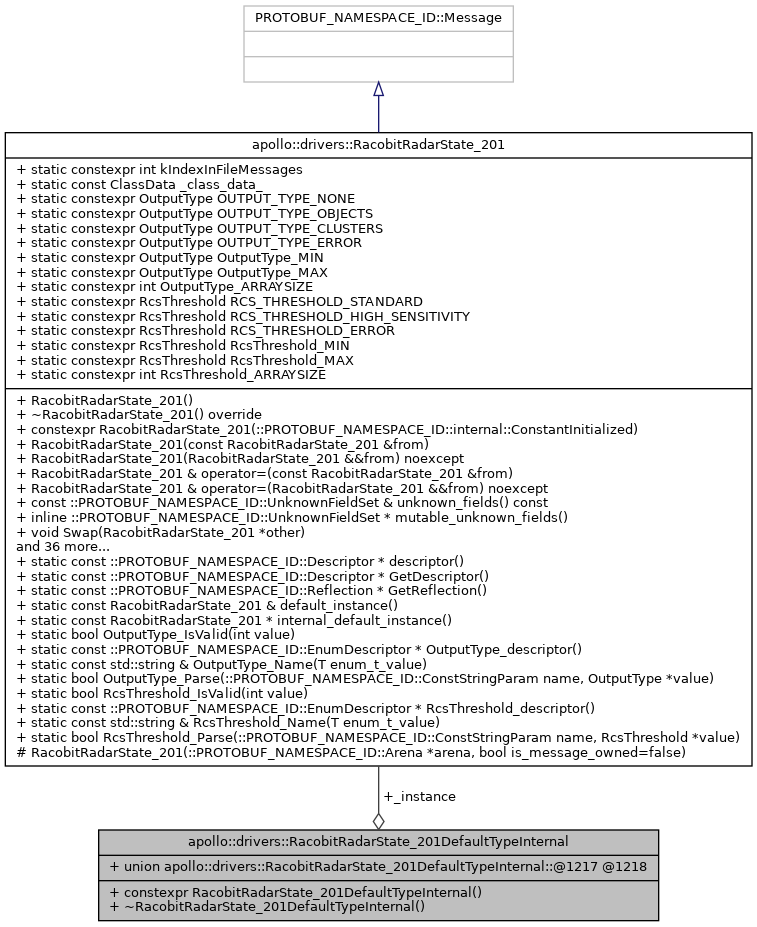 PROTOBUF_NAMESPACE_ID::Message
apollo::drivers::RacobitRadarState_201
+ static constexpr int kIndexInFileMessages
+ static const ClassData _class_data_
+ static constexpr OutputType OUTPUT_TYPE_NONE
+ static constexpr OutputType OUTPUT_TYPE_OBJECTS
+ static constexpr OutputType OUTPUT_TYPE_CLUSTERS
+ static constexpr OutputType OUTPUT_TYPE_ERROR
+ static constexpr OutputType OutputType_MIN
+ static constexpr OutputType OutputType_MAX
+ static constexpr int OutputType_ARRAYSIZE
+ static constexpr RcsThreshold RCS_THRESHOLD_STANDARD
+ static constexpr RcsThreshold RCS_THRESHOLD_HIGH_SENSITIVITY
+ static constexpr RcsThreshold RCS_THRESHOLD_ERROR
+ static constexpr RcsThreshold RcsThreshold_MIN
+ static constexpr RcsThreshold RcsThreshold_MAX
+ static constexpr int RcsThreshold_ARRAYSIZE
+ RacobitRadarState_201()
+ ~RacobitRadarState_201() override
+ constexpr RacobitRadarState_201(::PROTOBUF_NAMESPACE_ID::internal::ConstantInitialized)
+ RacobitRadarState_201(const RacobitRadarState_201 &from)
+ RacobitRadarState_201(RacobitRadarState_201 &&from) noexcept
+ RacobitRadarState_201 & operator=(const RacobitRadarState_201 &from)
+ RacobitRadarState_201 & operator=(RacobitRadarState_201 &&from) noexcept
+ const ::PROTOBUF_NAMESPACE_ID::UnknownFieldSet & unknown_fields() const
+ inline ::PROTOBUF_NAMESPACE_ID::UnknownFieldSet * mutable_unknown_fields()
+ void Swap(RacobitRadarState_201 *other)
and 36 more...
+ static const ::PROTOBUF_NAMESPACE_ID::Descriptor * descriptor()
+ static const ::PROTOBUF_NAMESPACE_ID::Descriptor * GetDescriptor()
+ static const ::PROTOBUF_NAMESPACE_ID::Reflection * GetReflection()
+ static const RacobitRadarState_201 & default_instance()
+ static const RacobitRadarState_201 * internal_default_instance()
+ static bool OutputType_IsValid(int value)
+ static const ::PROTOBUF_NAMESPACE_ID::EnumDescriptor * OutputType_descriptor()
+ static const std::string & OutputType_Name(T enum_t_value)
+ static bool OutputType_Parse(::PROTOBUF_NAMESPACE_ID::ConstStringParam name, OutputType *value)
+ static bool RcsThreshold_IsValid(int value)
+ static const ::PROTOBUF_NAMESPACE_ID::EnumDescriptor * RcsThreshold_descriptor()
+ static const std::string & RcsThreshold_Name(T enum_t_value)
+ static bool RcsThreshold_Parse(::PROTOBUF_NAMESPACE_ID::ConstStringParam name, RcsThreshold *value)
# RacobitRadarState_201(::PROTOBUF_NAMESPACE_ID::Arena *arena, bool is_message_owned=false)
+_instance
apollo::drivers::RacobitRadarState_201DefaultTypeInternal
+ union apollo::drivers::RacobitRadarState_201DefaultTypeInternal::@1217 @1218
+ constexpr RacobitRadarState_201DefaultTypeInternal()
+ ~RacobitRadarState_201DefaultTypeInternal()